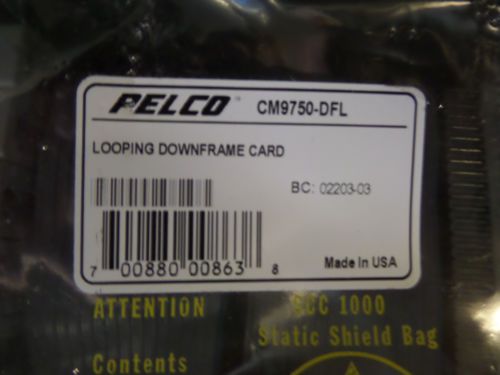 PELCO™ CM9750-DFL
LOOPING DOWNFRAME CARD
BC: 02203-03
7 00880 00863 8
Made In USA
ATTENTION
SCC 1000
Static Shield Bag
Contents